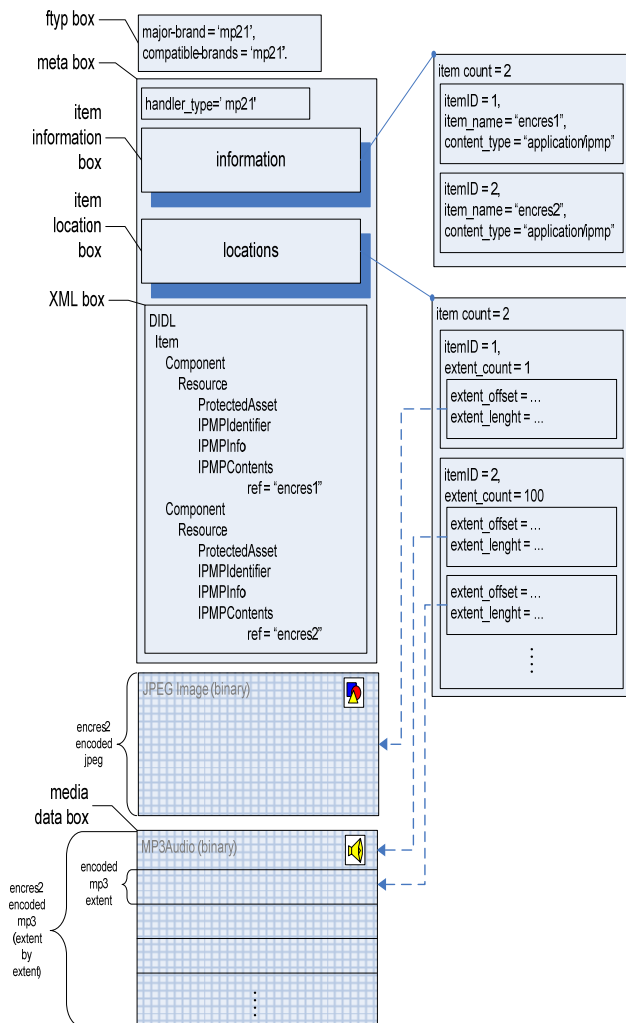 ftyp box
major-brand = 'mp21',
compatible-brands = 'mp21'.
meta box
handler_type=' mp21'
item
information
box
information
item
location
box
locations
XML box
DIDL
Item
Component
Resource
ProtectedAsset
IPMPIdentifier
IPMPInfo
IPMPContents
ref = “encres1”
Component
Resource
ProtectedAsset
IPMPIdentifier
IPMPInfo
IPMPContents
ref = “encres2”
item count = 2
itemID = 1,
item_name = “encres1”,
content_type = “application/ipmp”
itemID = 2,
item_name = “encres2”,
content_type = “application/ipmp”
item count = 2
itemID = 1,
extent_count = 1
extent_offset = ...
extent_lenght = ...
itemID = 2,
extent_count = 100
extent_offset = ...
extent_lenght = ...
extent_offset = ...
extent_lenght = ...
JPEG Image (binary)
encres2
encoded
jpeg
media
data box
MP3Audio (binary)
encoded
mp3
extent
encres2
encoded
mp3
(extent
by
extent)